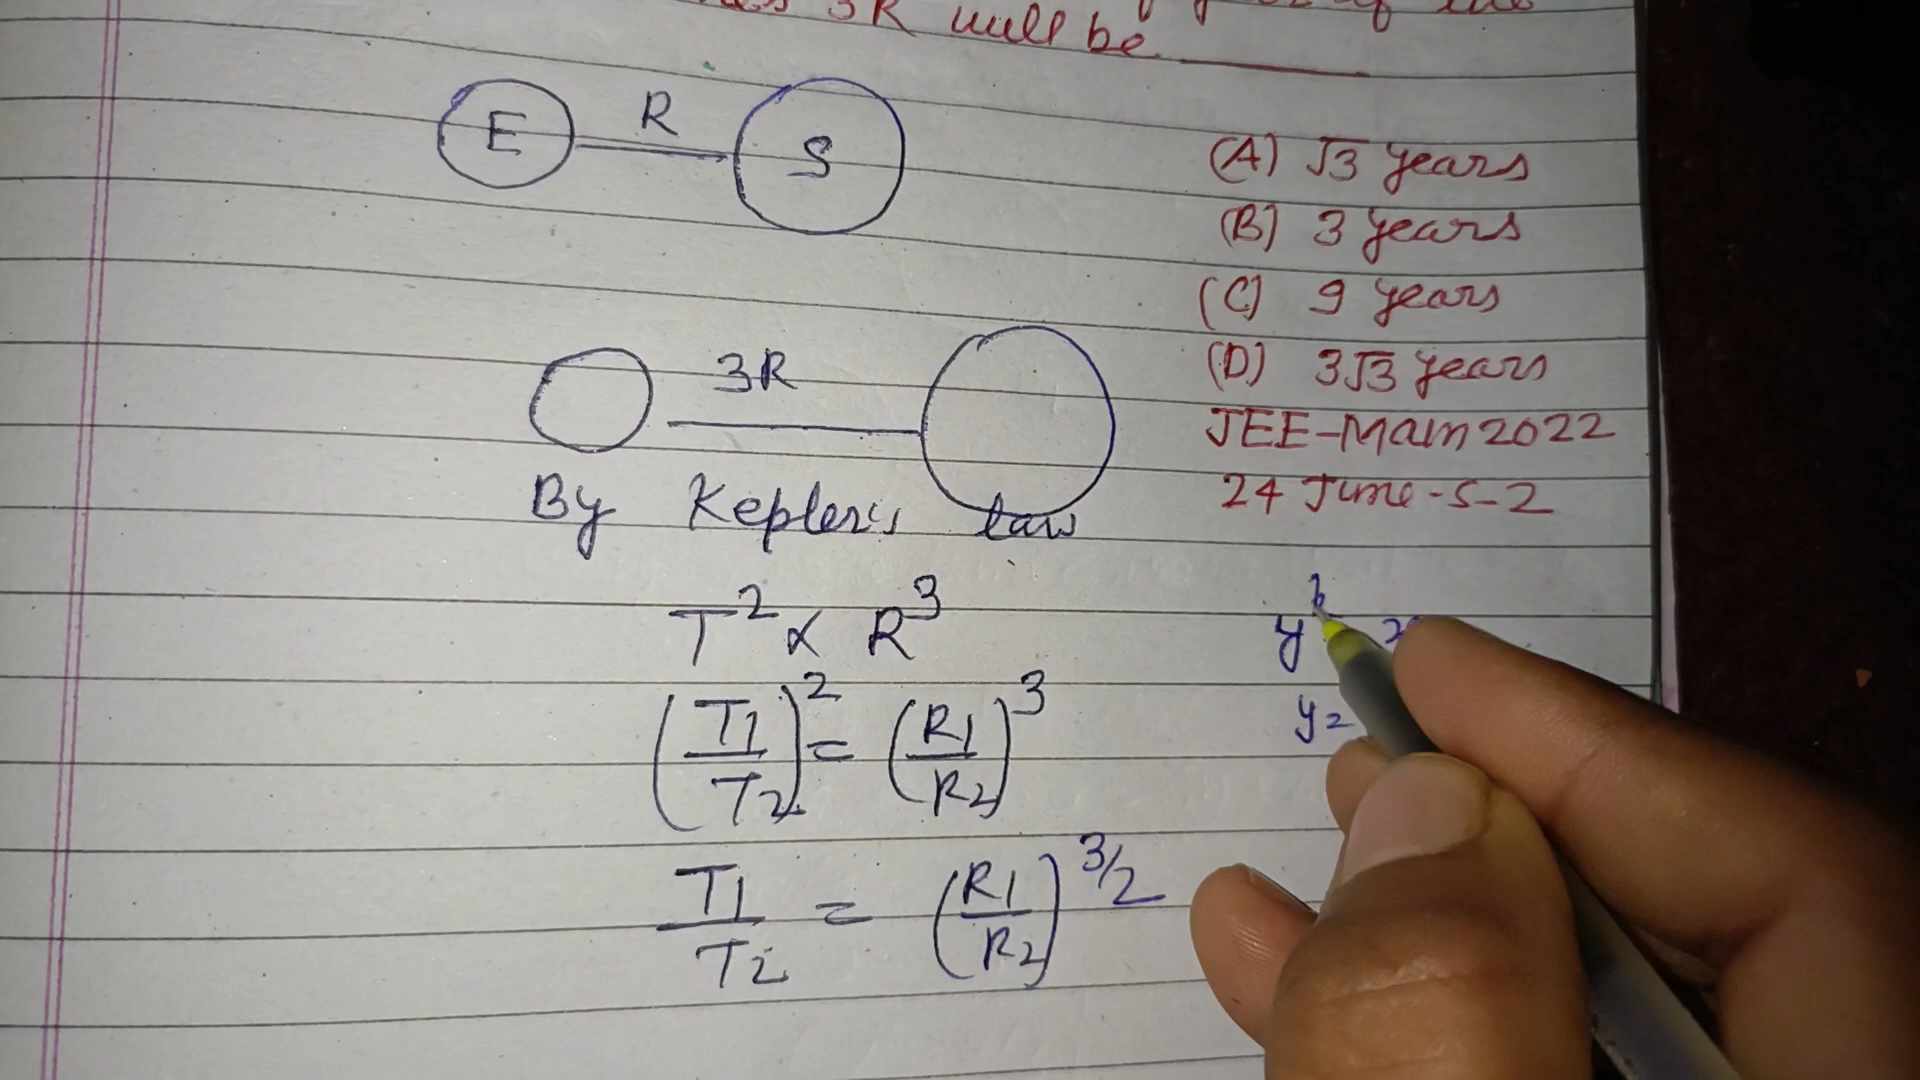 3R will be
E R S
(A) √3 years
(B) 3 years
(C) 9 years
3R
(D) 3√3 years
JEE-Main 2022
24 June-S-2
By Kepler's law
T² ∝ R³
y
(T1/T2)² = (R1/R2)³
y=
T1/T2 = (R1/R2)^3/2